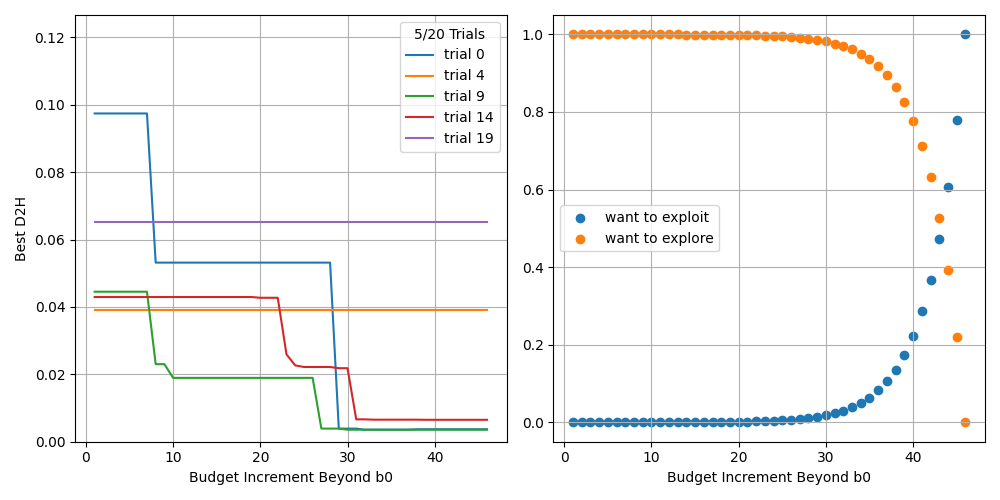 Best D2H
0.12
0.10
0.08
0.06
0.04
0.02
0.00
5/20 Trials
trial 0
trial 4
trial 9
trial 14
trial 19
0 10 20 30 40
Budget Increment Beyond b0
1.0
0.8
0.6
0.4
0.2
0.0
want to exploit
want to explore
0 10 20 30 40
Budget Increment Beyond b0